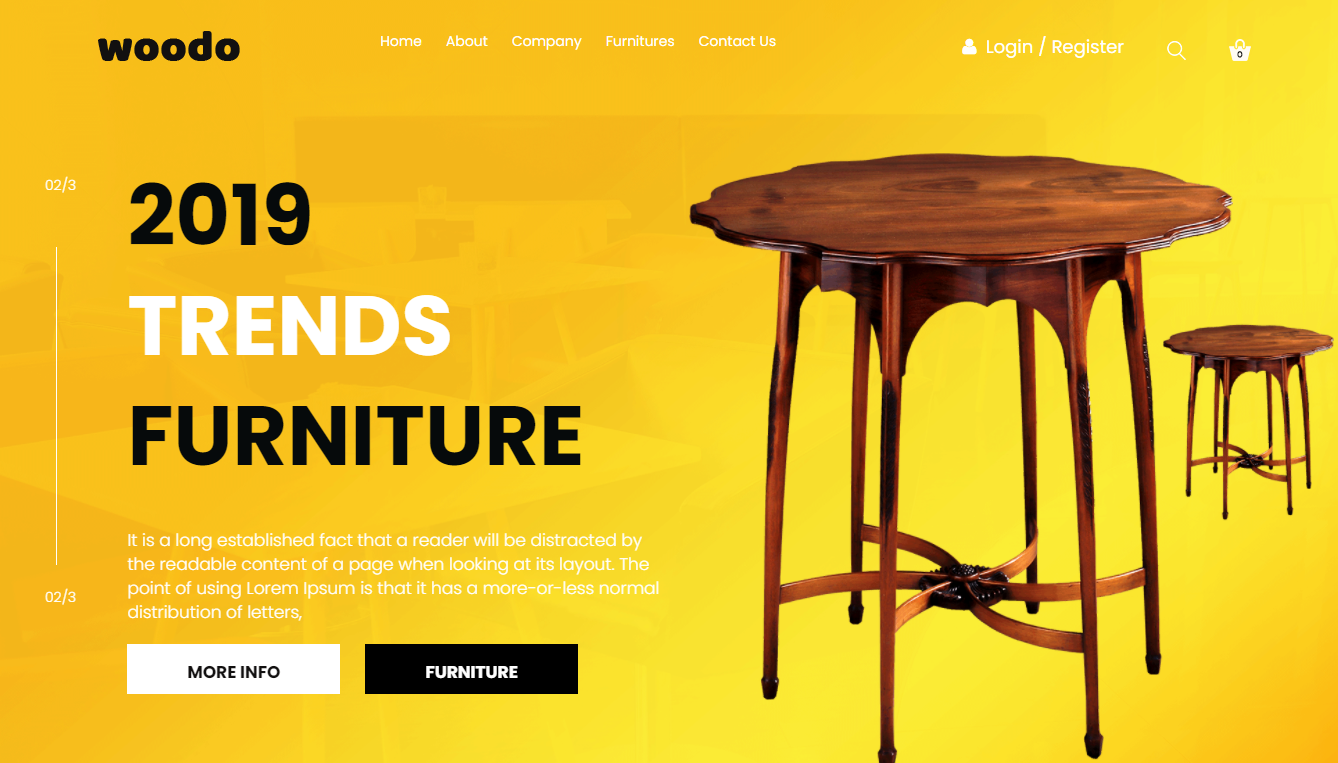 woodo
Home About Company Furnitures Contact Us
Login / Register
0
02/3
2019
TRENDS
FURNITURE
It is a long established fact that a reader will be distracted by
the readable content of a page when looking at its layout. The
point of using Lorem Ipsum is that it has a more-or-less normal
distribution of letters,
02/3
MORE INFO
FURNITURE